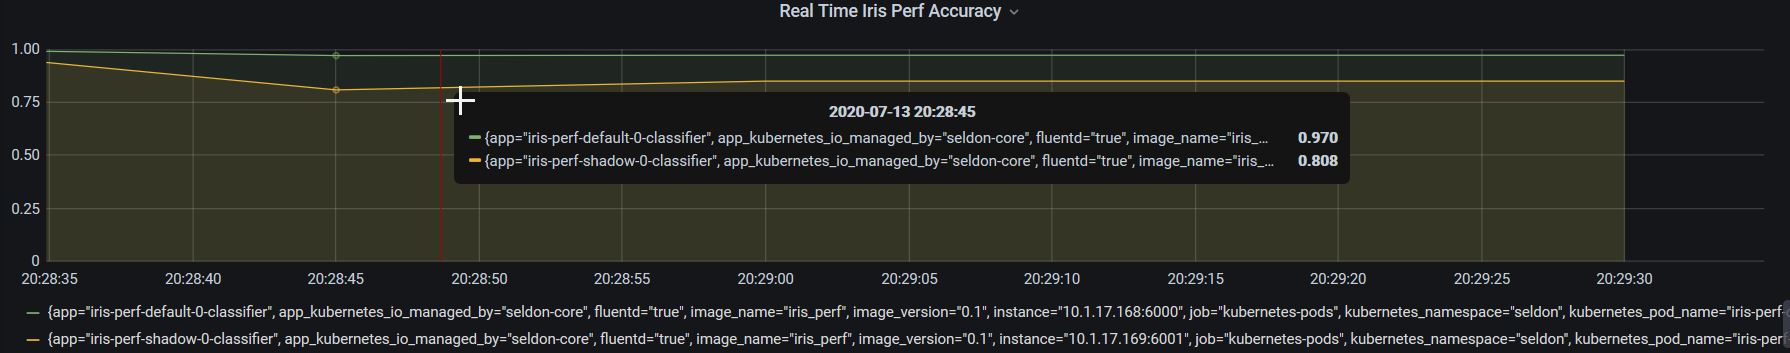 Real Time Iris Perf Accuracy
1.00
0.75
0.50
0.25
0
2020-07-13 20:28:45
{app="iris-perf-default-0-classifier", app_kubernetes_io_managed_by="seldon-core", fluentd="true", image_name="iris_... 0.970
{app="iris-perf-shadow-0-classifier", app_kubernetes_io_managed_by="seldon-core", fluentd="true", image_name="iris_... 0.808
20:28:35 20:28:40 20:28:45 20:28:50 20:28:55 20:29:00 20:29:05 20:29:10 20:29:15 20:29:20 20:29:25 20:29:30
{app="iris-perf-default-0-classifier", app_kubernetes_io_managed_by="seldon-core", fluentd="true", image_name="iris_perf", image_version="0.1", instance="10.1.17.168:6000", job="kubernetes-pods", kubernetes_namespace="seldon", kubernetes_pod_name="iris-perf-
{app="iris-perf-shadow-0-classifier", app_kubernetes_io_managed_by="seldon-core", fluentd="true", image_name="iris_perf", image_version="0.1", instance="10.1.17.169:6001", job="kubernetes-pods", kubernetes_namespace="seldon", kubernetes_pod_name="iris-per